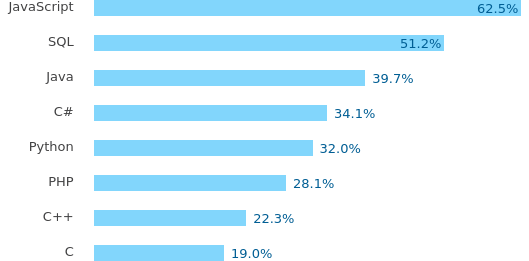 JavaScript 62.5%
SQL 51.2%
Java 39.7%
C# 34.1%
Python 32.0%
PHP 28.1%
C++ 22.3%
C 19.0%